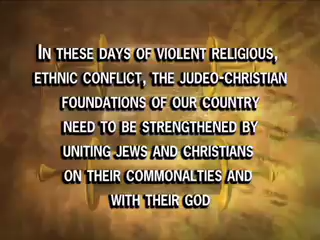 In these days of violent religious,
ethnic conflict, the judeo-christian
foundations of our country
need to be strengthened by
uniting Jews and Christians
on their commonalties and
with their God